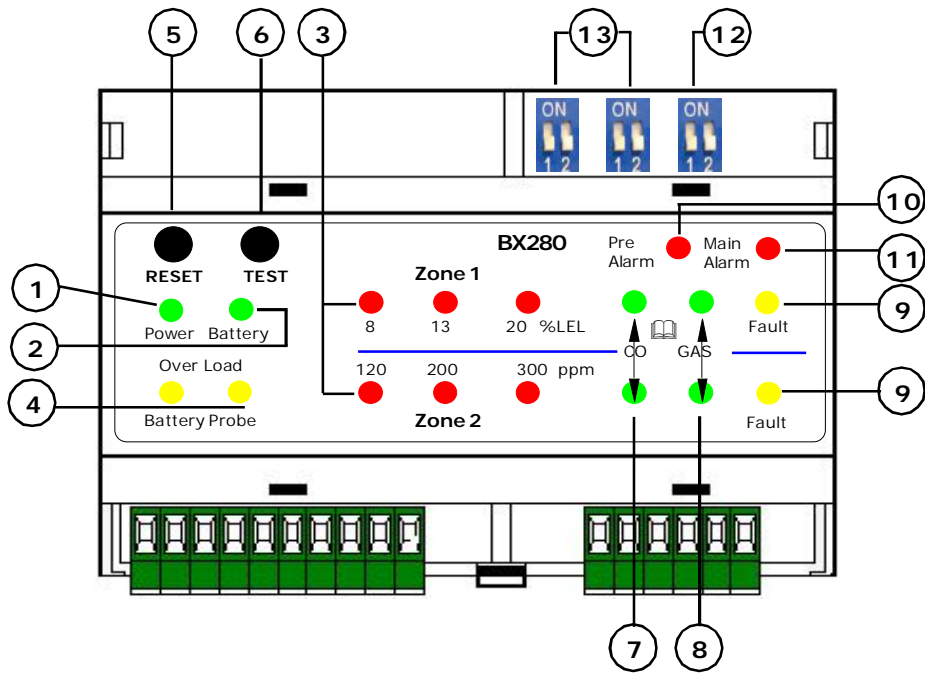 5 6 3 13 12
ON ON ON
1 2 1 2 1 2
10
BX280 Pre Alarm Main Alarm
11
RESET TEST
Zone 1
1
9
8 13 20 %LEL
Power Battery
Fault
2
CO GAS
Over Load
120 200 300 ppm
9
4
Battery Probe
Zone 2
Fault
7 8